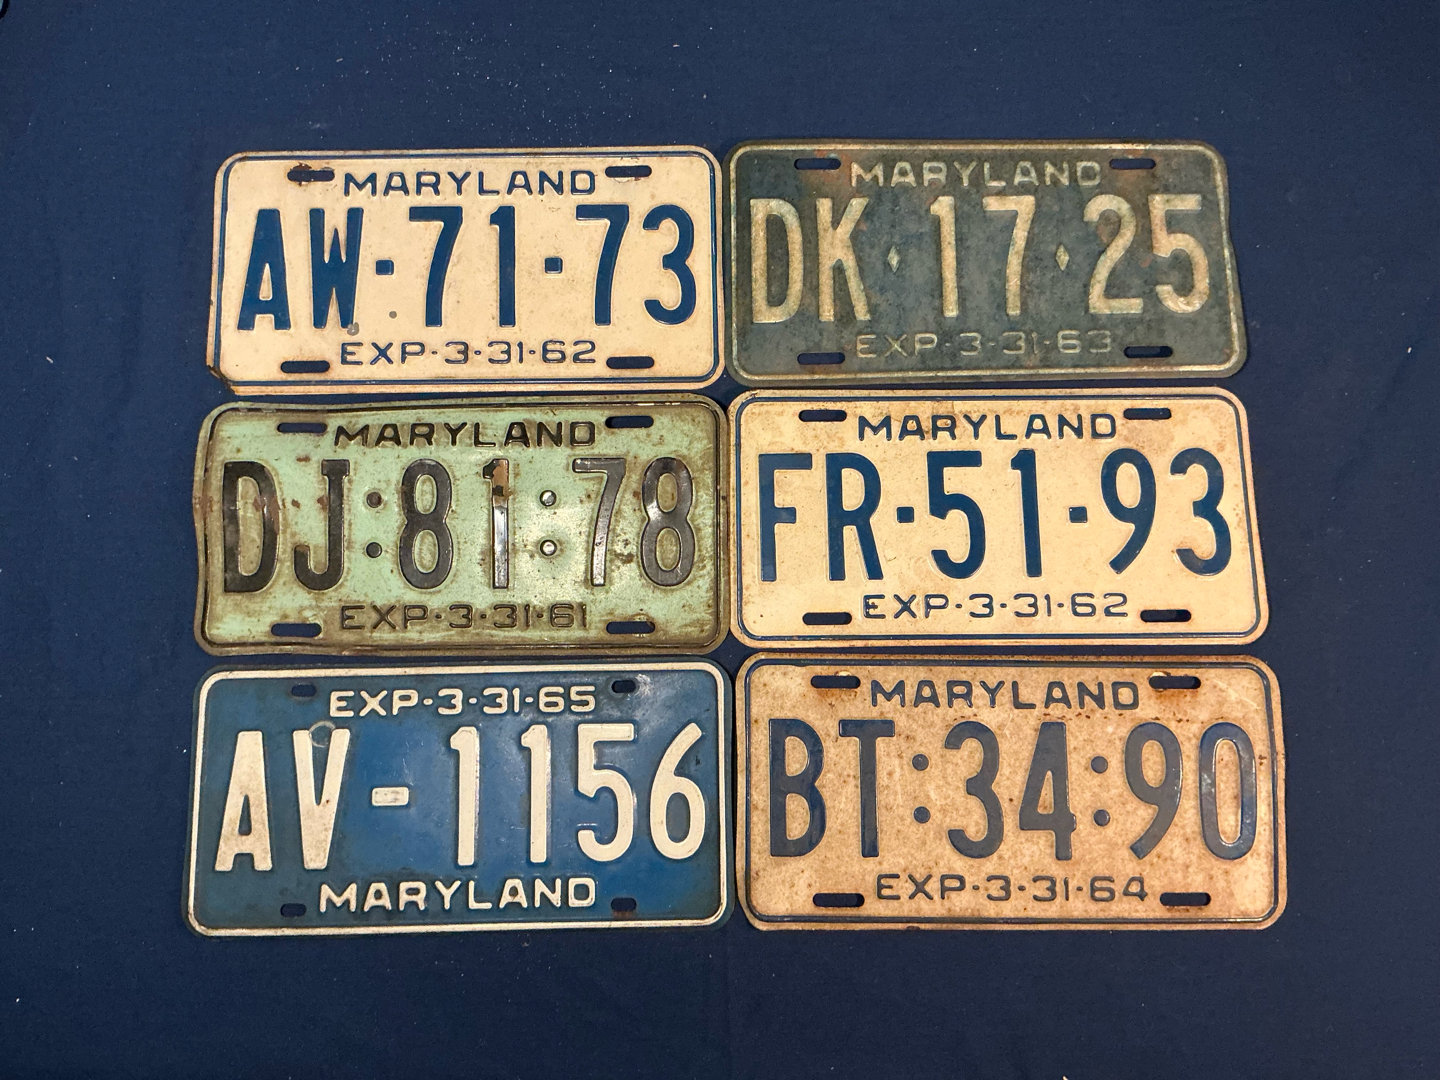 MARYLAND
AW·71·73
EXP·3·31·62
MARYLAND
DK·17·25
EXP·3·31·63
MARYLAND
DJ:81:78
EXP·3·31·61
MARYLAND
FR·51·93
EXP·3·31·62
EXP·3·31·65
AV-1156
MARYLAND
MARYLAND
BT:34:90
EXP·3·31·64